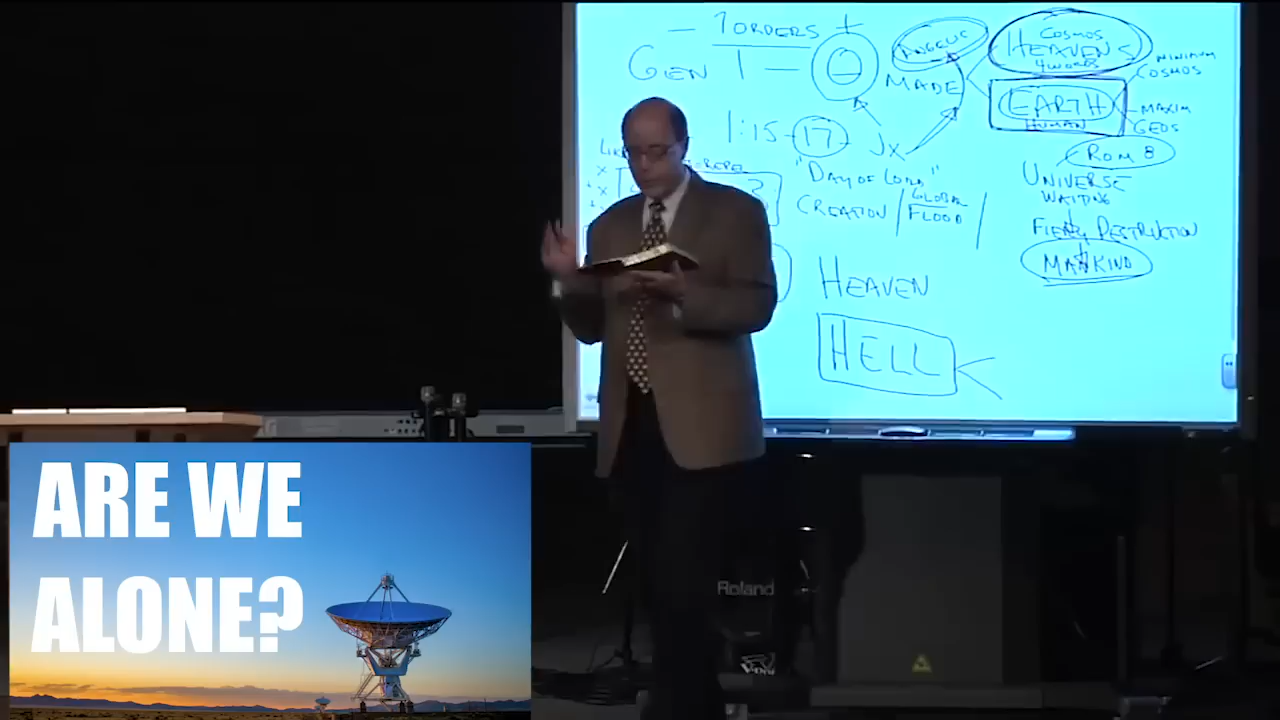 7 ORDERS +
GEN 1 –
ANGELIC
MADE
COSMOS
HEAVENS
4 WORDS
EARTH
HUMAN
MINIMUM
COSMOS
MAXIM
GEOS
1:15-17
"DAY OF LORD"
CREATION / GLOBAL FLOOD /
ROM 8
UNIVERSE
WAITING
FIERY DESTRUCTION
MANKIND
HEAVEN
HELL
ARE WE
ALONE?
Roland